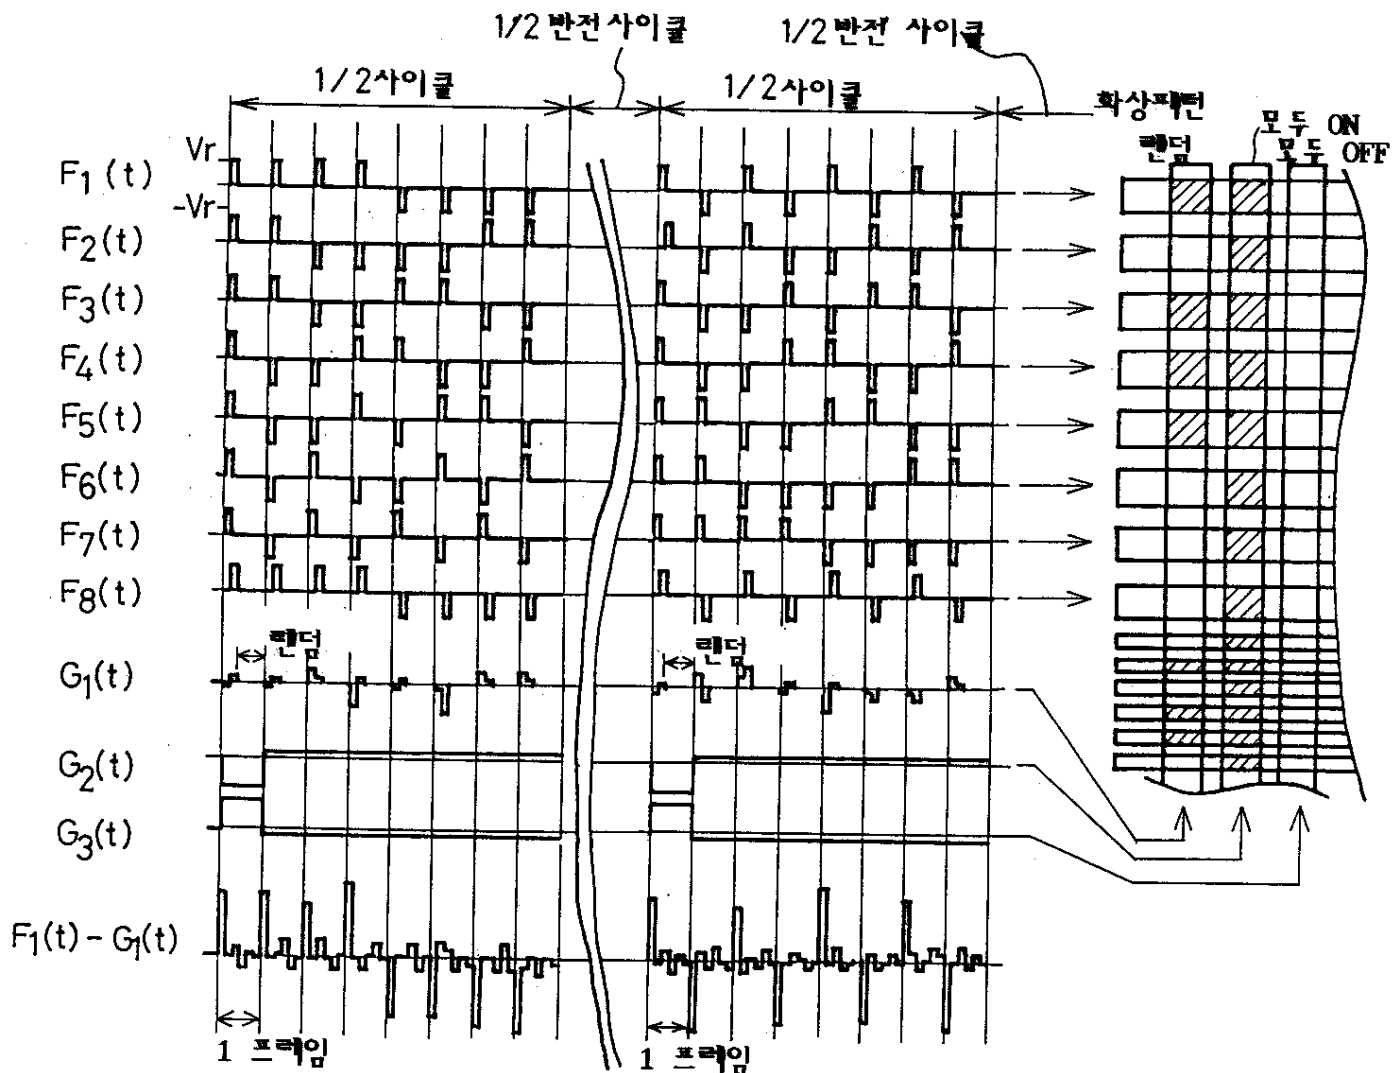 1/2 반전 사이클
1/2 반전 사이클
1/2사이클
1/2사이클
화상패턴
모두 ON
모두 OFF
랜덤
Vr
F1(t)
-Vr
F2(t)
F3(t)
F4(t)
F5(t)
F6(t)
F7(t)
F8(t)
랜덤
랜덤
G1(t)
G2(t)
G3(t)
F1(t) - G1(t)
1 프레임
1 프레임